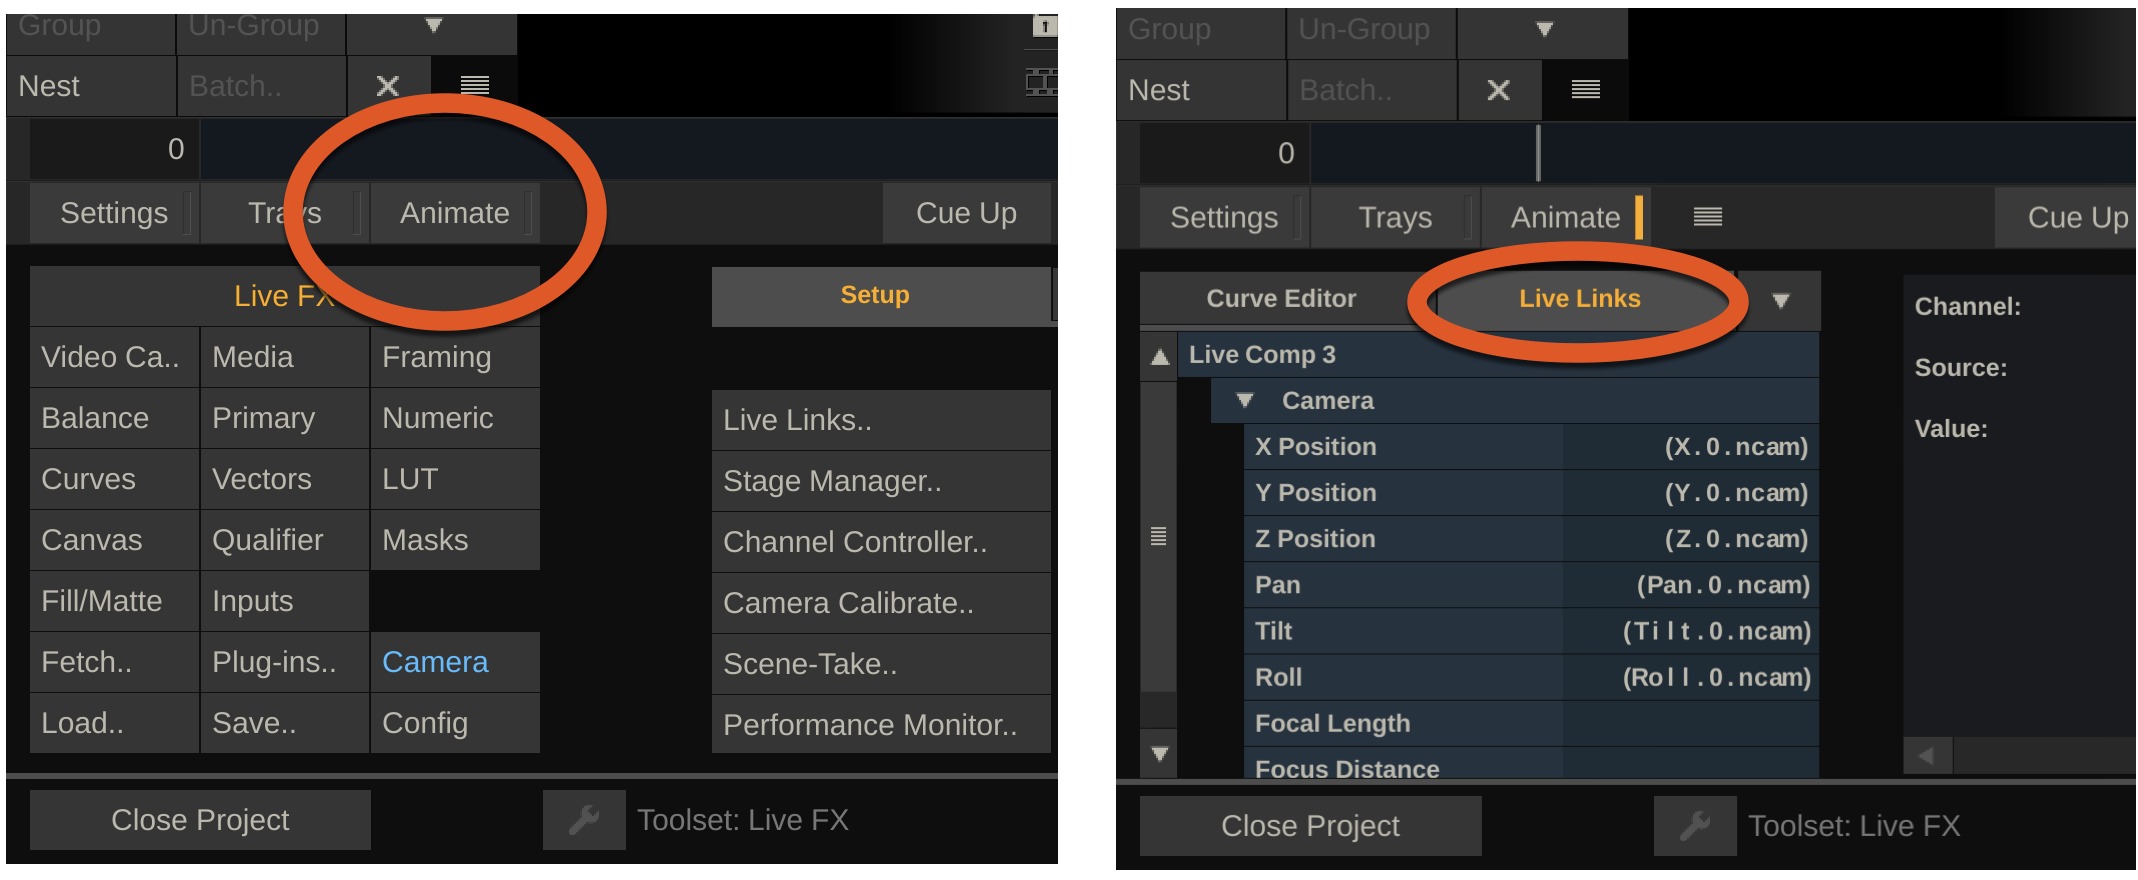 Group Un-Group
Nest Batch..
0
Settings Trays Animate Cue Up
Live FX Setup
Video Ca.. Media Framing
Balance Primary Numeric Live Links..
Curves Vectors LUT Stage Manager..
Canvas Qualifier Masks Channel Controller..
Fill/Matte Inputs Camera Calibrate..
Fetch.. Plug-ins.. Camera Scene-Take..
Load.. Save.. Config Performance Monitor..
Close Project Toolset: Live FX
Group Un-Group
Nest Batch..
0
Settings Trays Animate Cue Up
Curve Editor Live Links Channel:
Live Comp 3
Source:
Camera
X Position (X.0.ncam) Value:
Y Position (Y.0.ncam)
Z Position (Z.0.ncam)
Pan (Pan.0.ncam)
Tilt (Tilt.0.ncam)
Roll (Roll.0.ncam)
Focal Length
Focus Distance
Close Project Toolset: Live FX